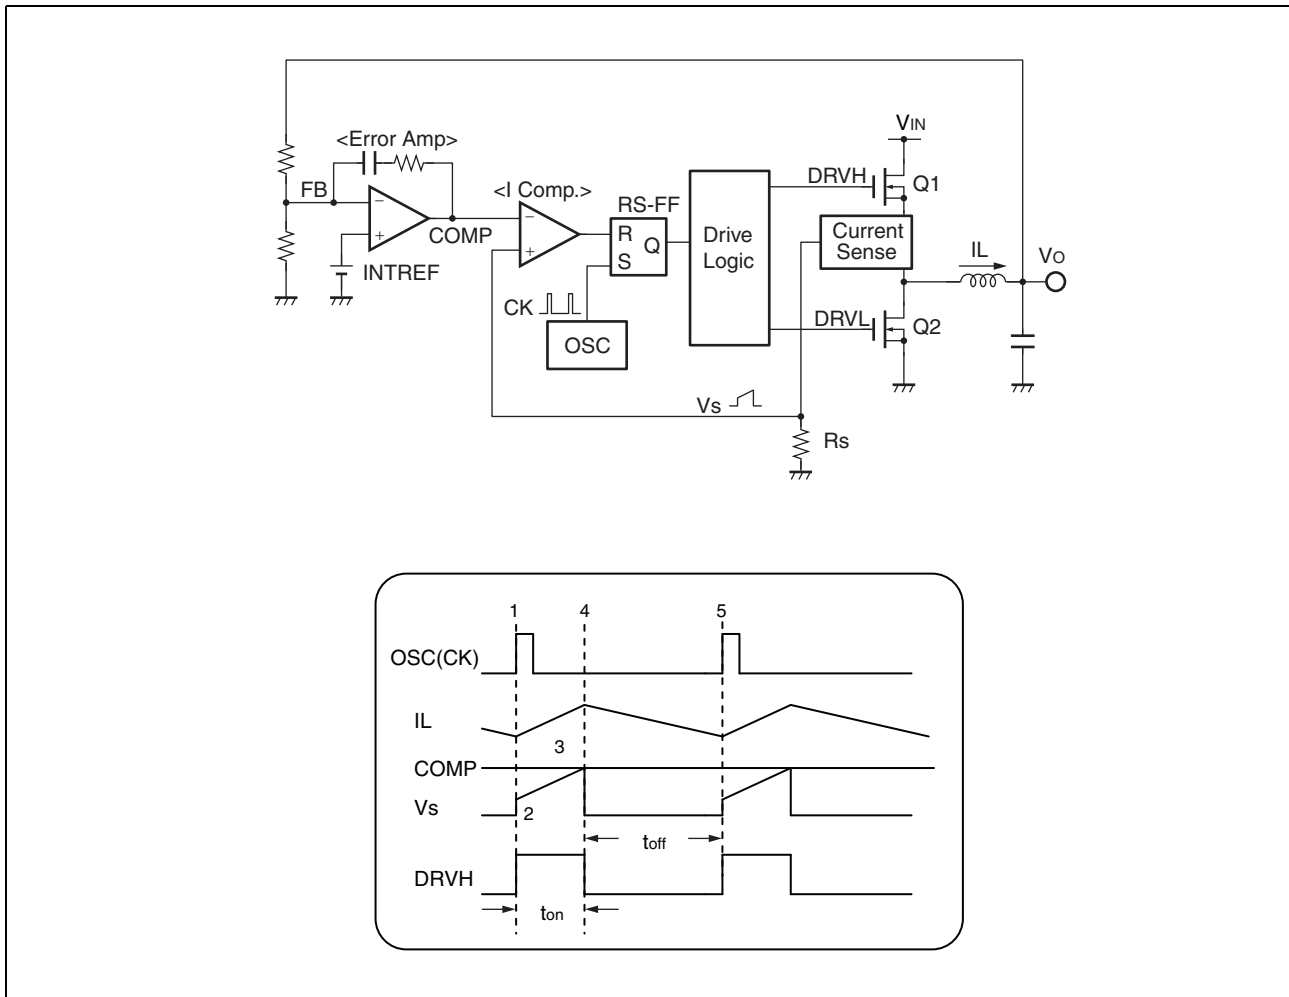 VIN
<Error Amp>
DRVH
Q1
FB
<I Comp.>
RS-FF
−
+
COMP
−
+
R
S
Q
Drive
Logic
Current
Sense
IL
VO
INTREF
CK
OSC
DRVL
Q2
Vs
Rs
1 4 5
OSC(CK)
IL
3
COMP
Vs
2
toff
DRVH
ton